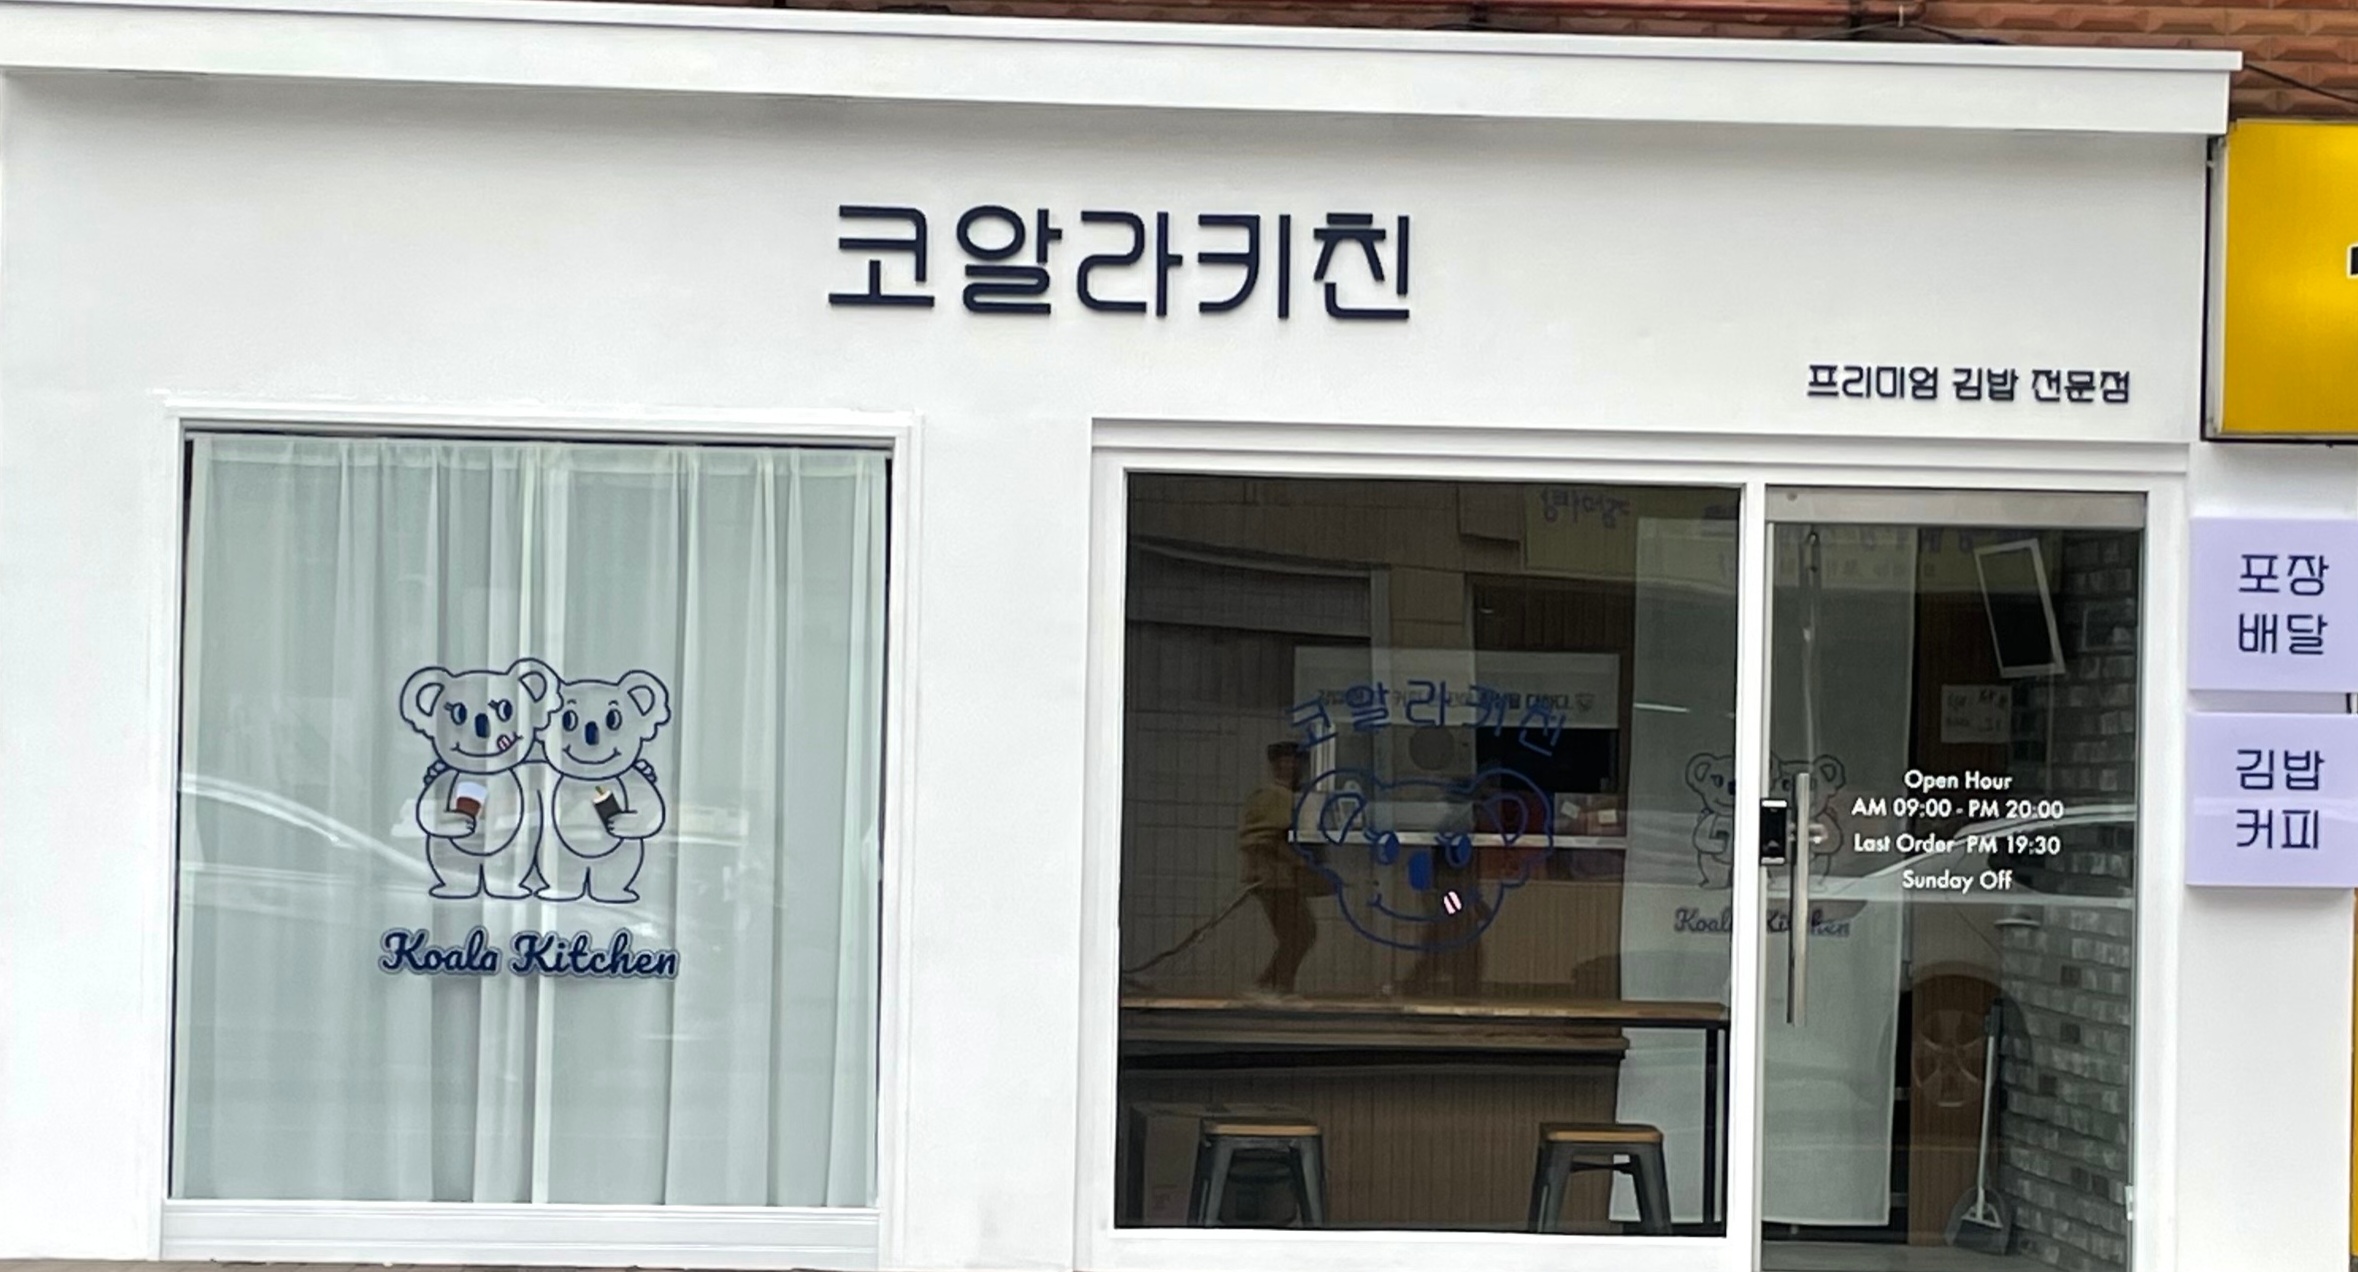 코알라키친
프리미엄 김밥 전문점
Koala Kitchen
코알라키친
Open Hour
AM 09:00 - PM 20:00
Last Order PM 19:30
Sunday Off
Koala Kitchen
포장
배달
김밥
커피